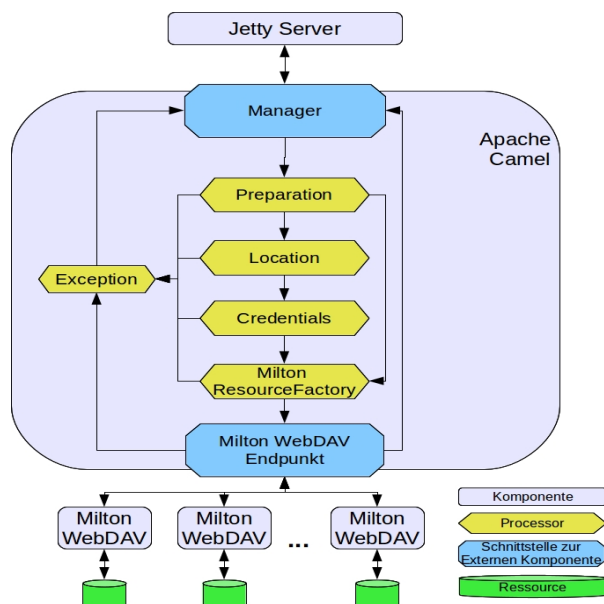 Jetty Server
Manager
Apache
Camel
Preparation
Location
Exception
Credentials
Milton
ResourceFactory
Milton WebDAV
Endpunkt
Milton
WebDAV
Milton
WebDAV
...
Milton
WebDAV
Komponente
Processor
Schnittstelle zur
Externen Komponente
Ressource